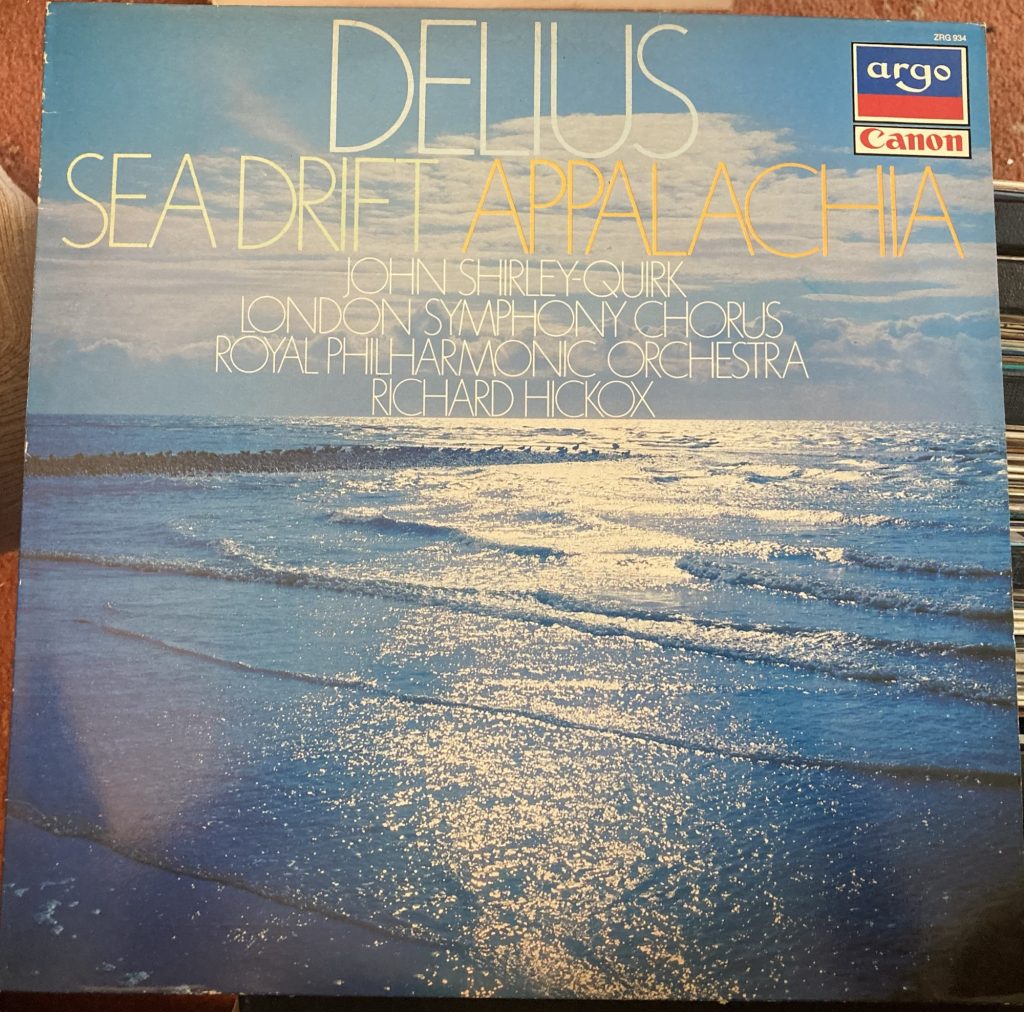 ZRG 934
argo
Canon
DELIUS
SEA DRIFT APPALACHIA
JOHN SHIRLEY-QUIRK
LONDON SYMPHONY CHORUS
ROYAL PHILHARMONIC ORCHESTRA
RICHARD HICKOX